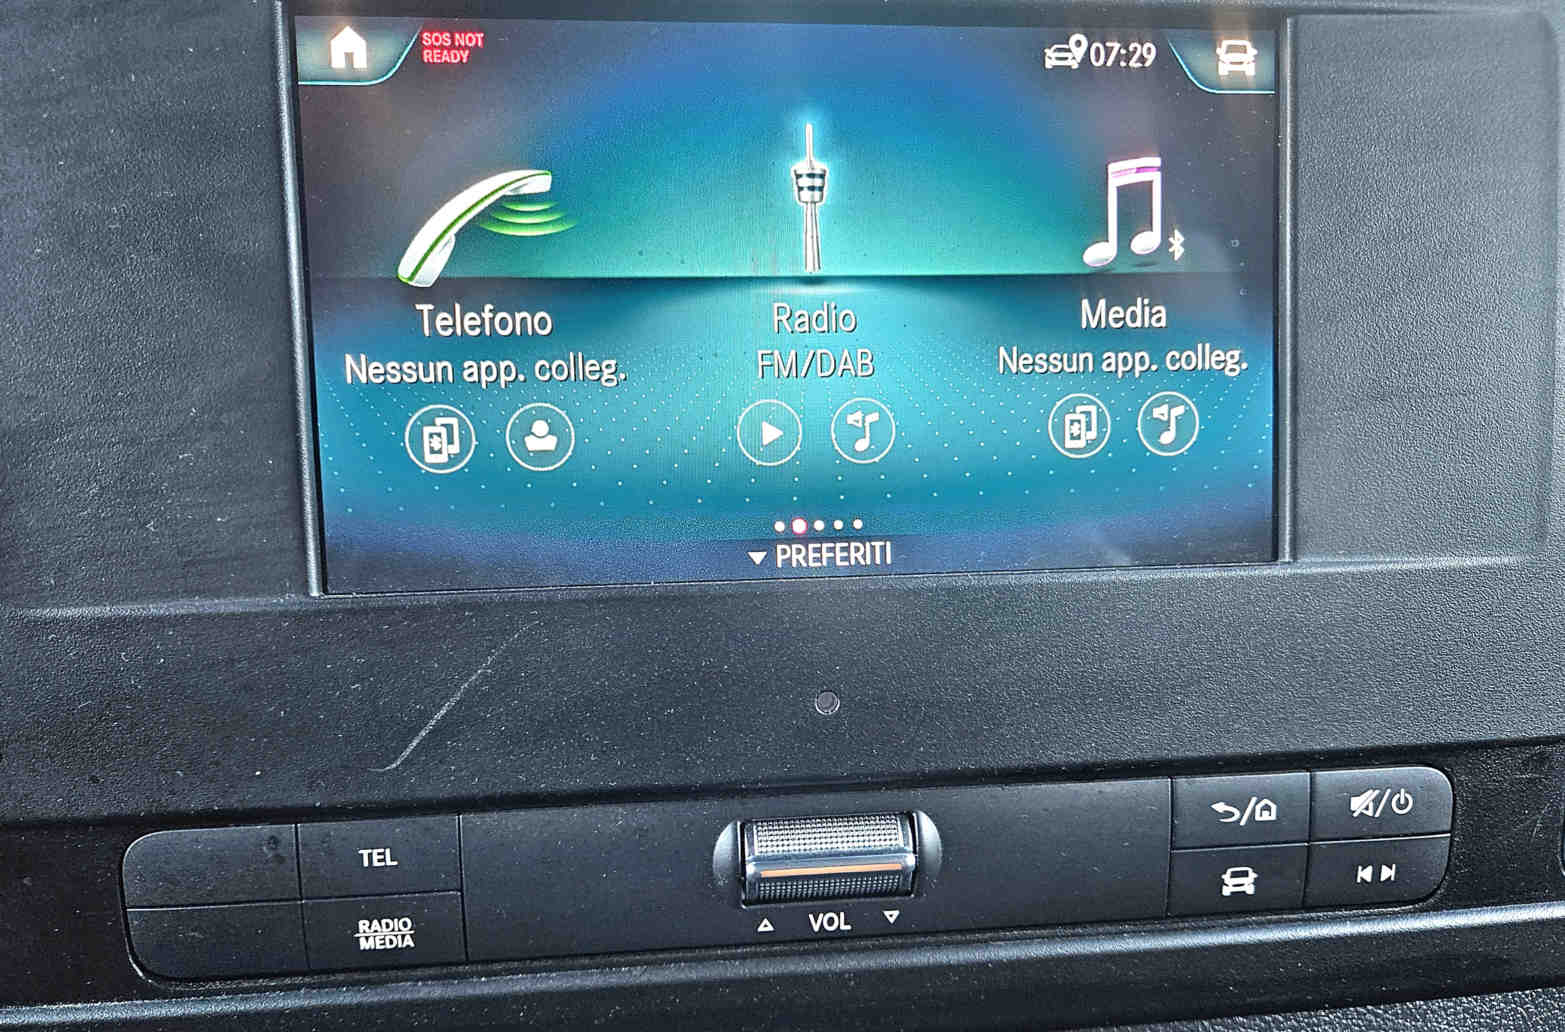 SOS NOT
READY
07:29
Telefono
Nessun app. colleg.
Radio
FM/DAB
Media
Nessun app. colleg.
PREFERITI
TEL
RADIO
MEDIA
VOL